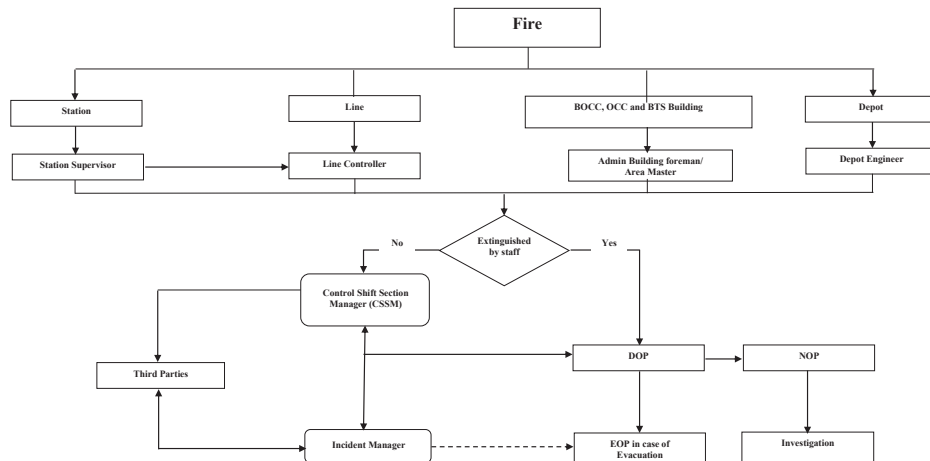 Fire
Station
Line
BOCC, OCC and BTS Building
Depot
Station Supervisor
Line Controller
Admin Building foreman/
Area Master
Depot Engineer
Extinguished
by staff
No
Yes
Control Shift Section
Manager (CSSM)
Third Parties
DOP
NOP
Incident Manager
EOP in case of
Evacuation
Investigation